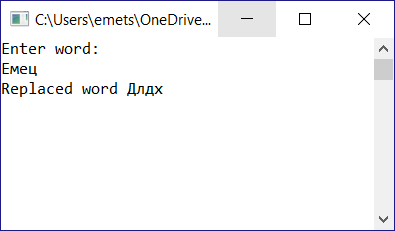 C:\Users\emets\OneDrive...
Enter word:
Емец
Replaced word Длдх